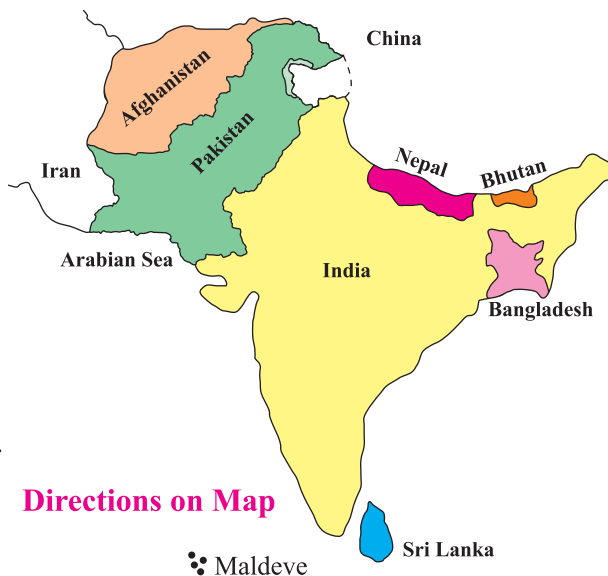 China
Afghanistan
Pakistan
Iran
Nepal
Bhutan
Arabian Sea
India
Bangladesh
Directions on Map
Sri Lanka
Maldeve